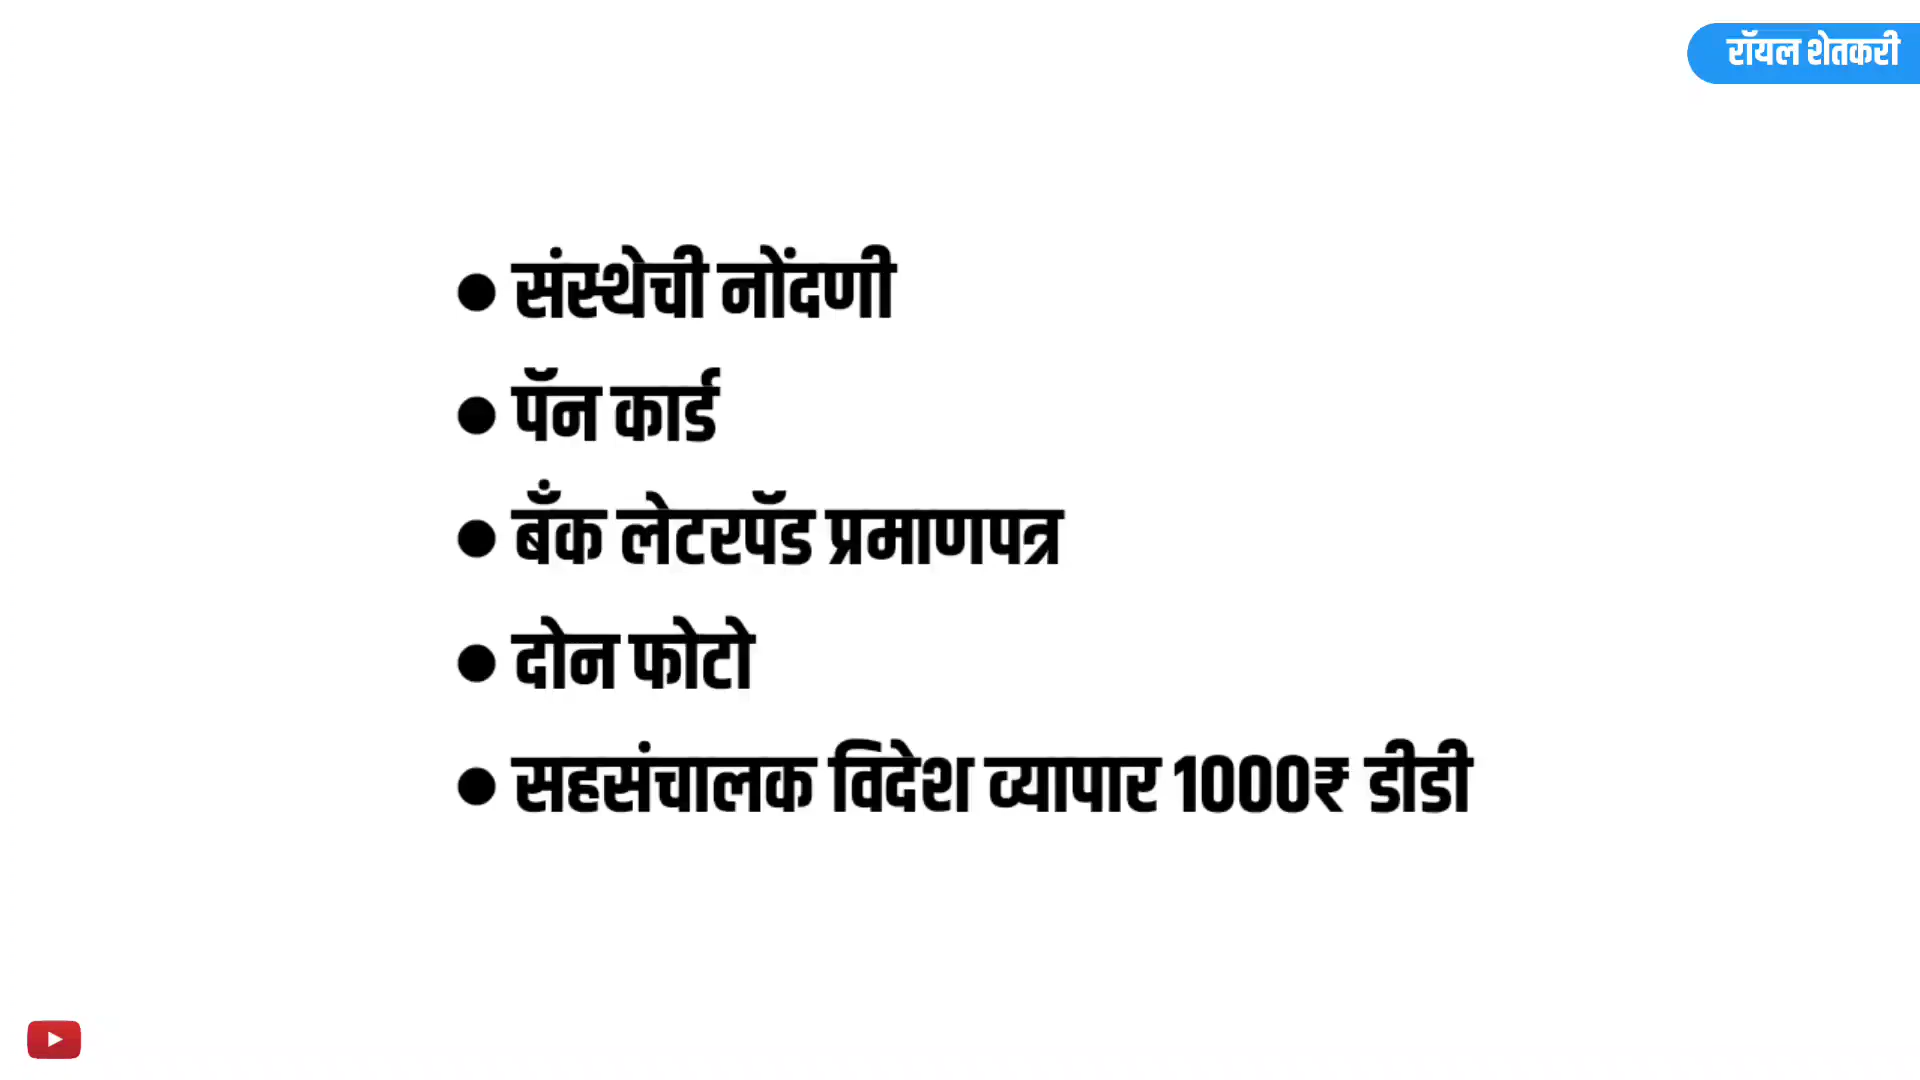 रॉयल शेतकरी
● संस्थेची नोंदणी
● पॅन कार्ड
● बँक लेटरपॅड प्रमाणपत्र
● दोन फोटो
● सहसंचालक विदेश व्यापार 1000₹ डीडी